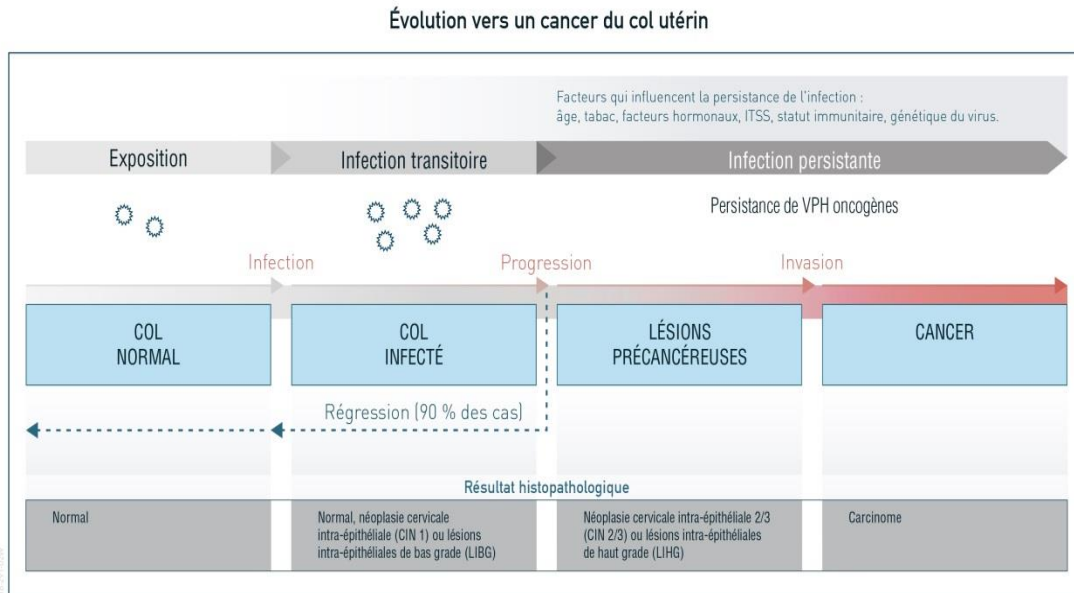 Évolution vers un cancer du col utérin
Facteurs qui influencent la persistance de l'infection :
âge, tabac, facteurs hormonaux, ITSS, statut immunitaire, génétique du virus.
Exposition
Infection transitoire
Infection persistante
Persistance de VPH oncogènes
Infection
Progression
Invasion
COL
NORMAL
COL
INFECTÉ
LÉSIONS
PRÉCANCÉREUSES
CANCER
Régression (90 % des cas)
Résultat histopathologique
Normal
Normal, néoplasie cervicale
intra-épithéliale (CIN 1) ou lésions
intra-épithéliales de bas grade (LIBG)
Néoplasie cervicale intra-épithéliale 2/3
(CIN 2/3) ou lésions intra-épithéliales
de haut grade (LIHG)
Carcinome